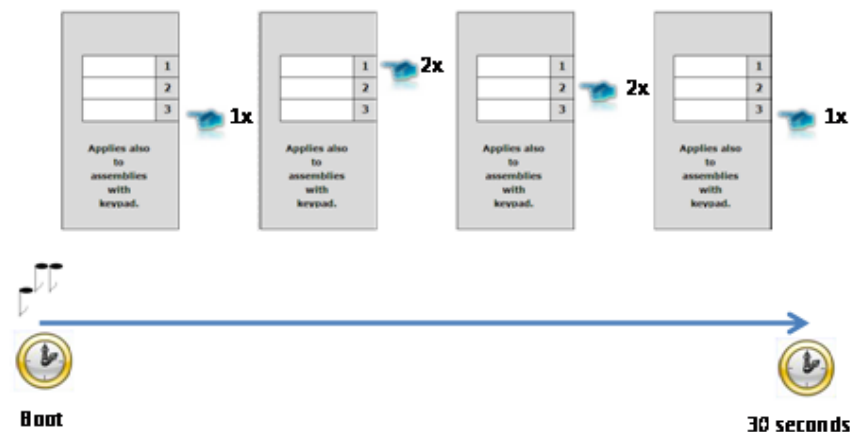 1
2
3
1x
Applies also
to
assemblies
with
keypad.
1
2
3
2x
Applies also
to
assemblies
with
keypad.
1
2
3
2x
Applies also
to
assemblies
with
keypad.
1
2
3
1x
Applies also
to
assemblies
with
keypad.
Boot
30 seconds